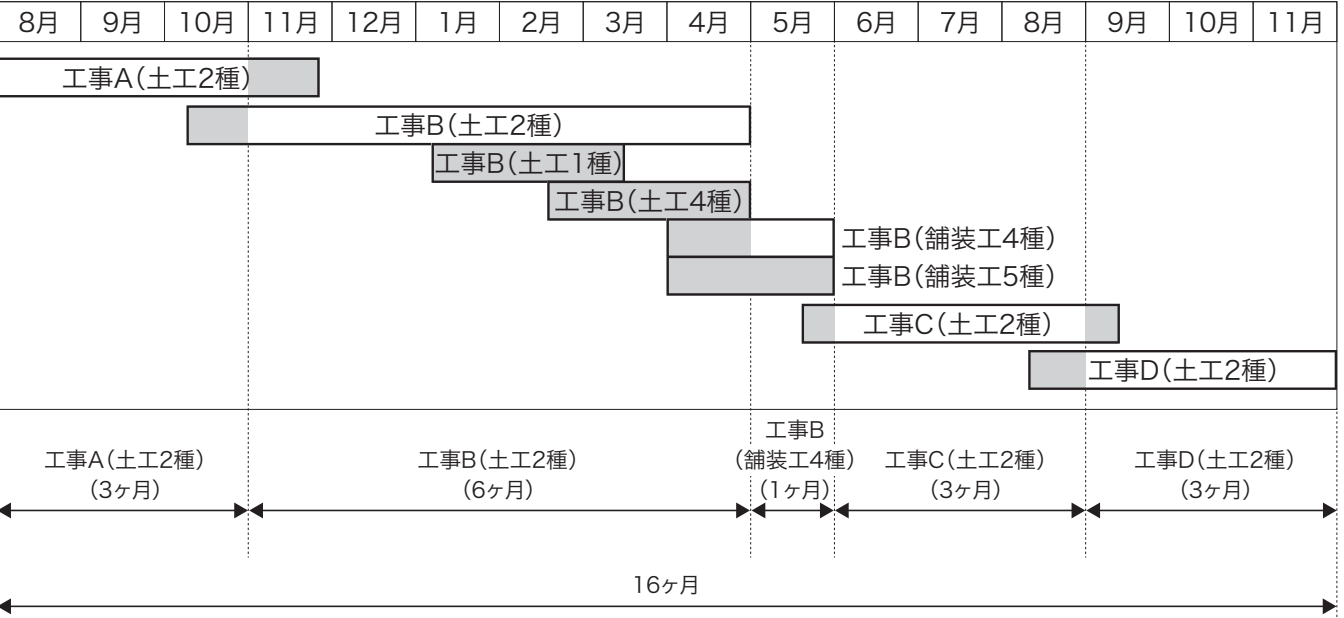 8月 9月 10月 11月 12月 1月 2月 3月 4月 5月 6月 7月 8月 9月 10月 11月
工事A(土工2種)
工事B(土工2種)
工事B(土工1種)
工事B(土工4種)
工事B(舗装工4種)
工事B(舗装工5種)
工事C(土工2種)
工事D(土工2種)
工事A(土工2種)
(3ヶ月)
工事B(土工2種)
(6ヶ月)
工事B
(舗装工4種)
(1ヶ月)
工事C(土工2種)
(3ヶ月)
工事D(土工2種)
(3ヶ月)
16ヶ月